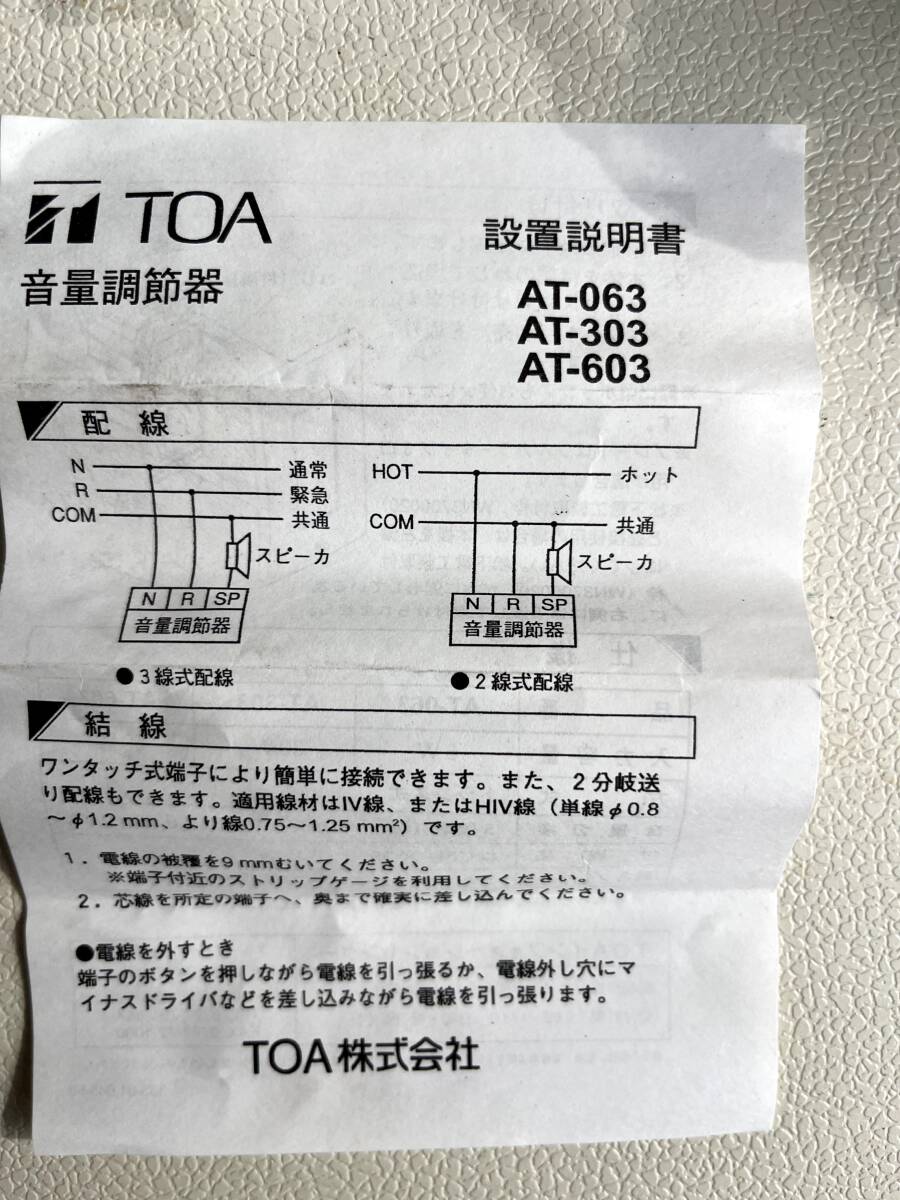 TOA
設置説明書
音量調節器
AT-063
AT-303
AT-603
配線
N 通常
R 緊急
COM 共通
スピーカ
N R SP
音量調節器
●3線式配線
HOT ホット
COM 共通
スピーカ
N R SP
音量調節器
●2線式配線
結線
ワンタッチ式端子により簡単に接続できます。また、2分岐送
り配線もできます。適用線材はIV線、またはHIV線（単線φ0.8
～φ1.2 mm、より線0.75～1.25 mm²）です。
1．電線の被覆を9 mmむいてください。
※端子付近のストリップゲージを利用してください。
2．芯線を所定の端子へ、奥まで確実に差し込んでください。
●電線を外すとき
端子のボタンを押しながら電線を引っ張るか、電線外し穴にマ
イナスドライバなどを差し込みながら電線を引っ張ります。
TOA株式会社